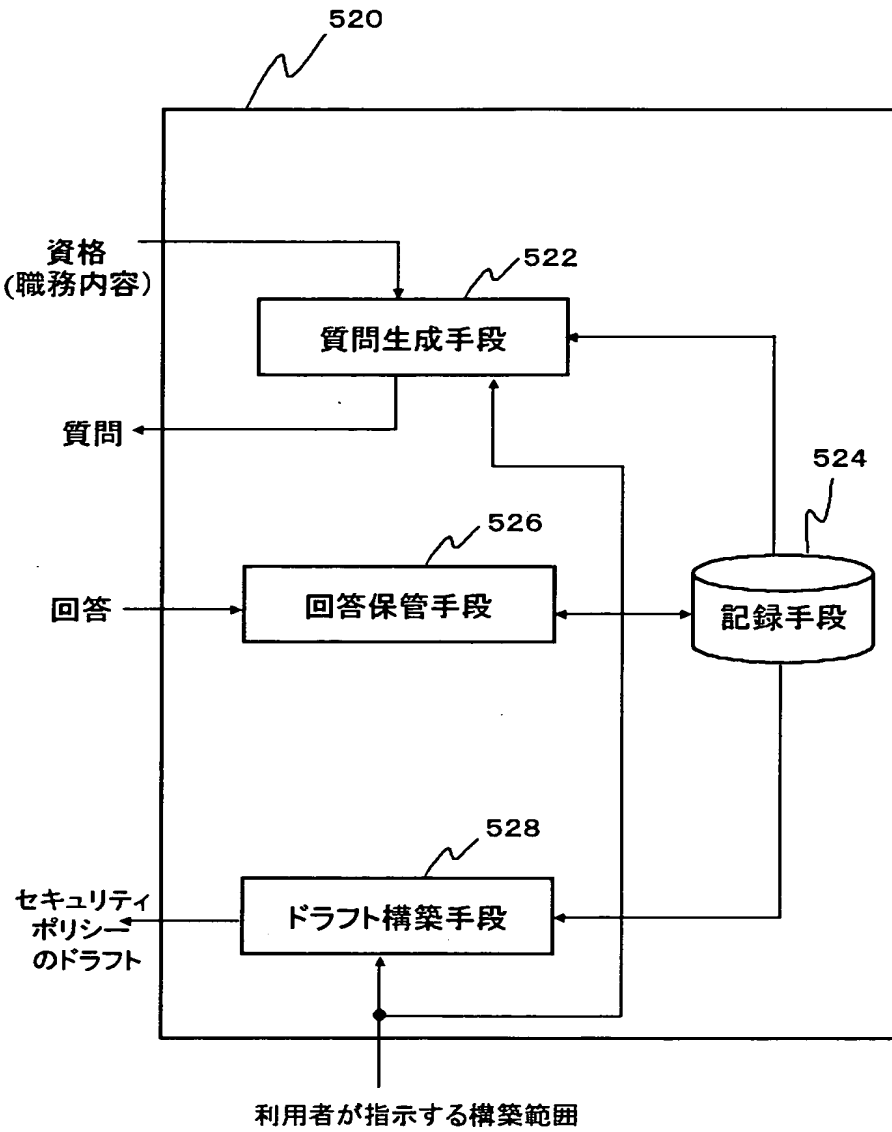 520
資格
(職務内容)
522
質問生成手段
質問
524
526
回答
回答保管手段
記録手段
528
セキュリティ
ポリシー
のドラフト
ドラフト構築手段
利用者が指示する構築範囲